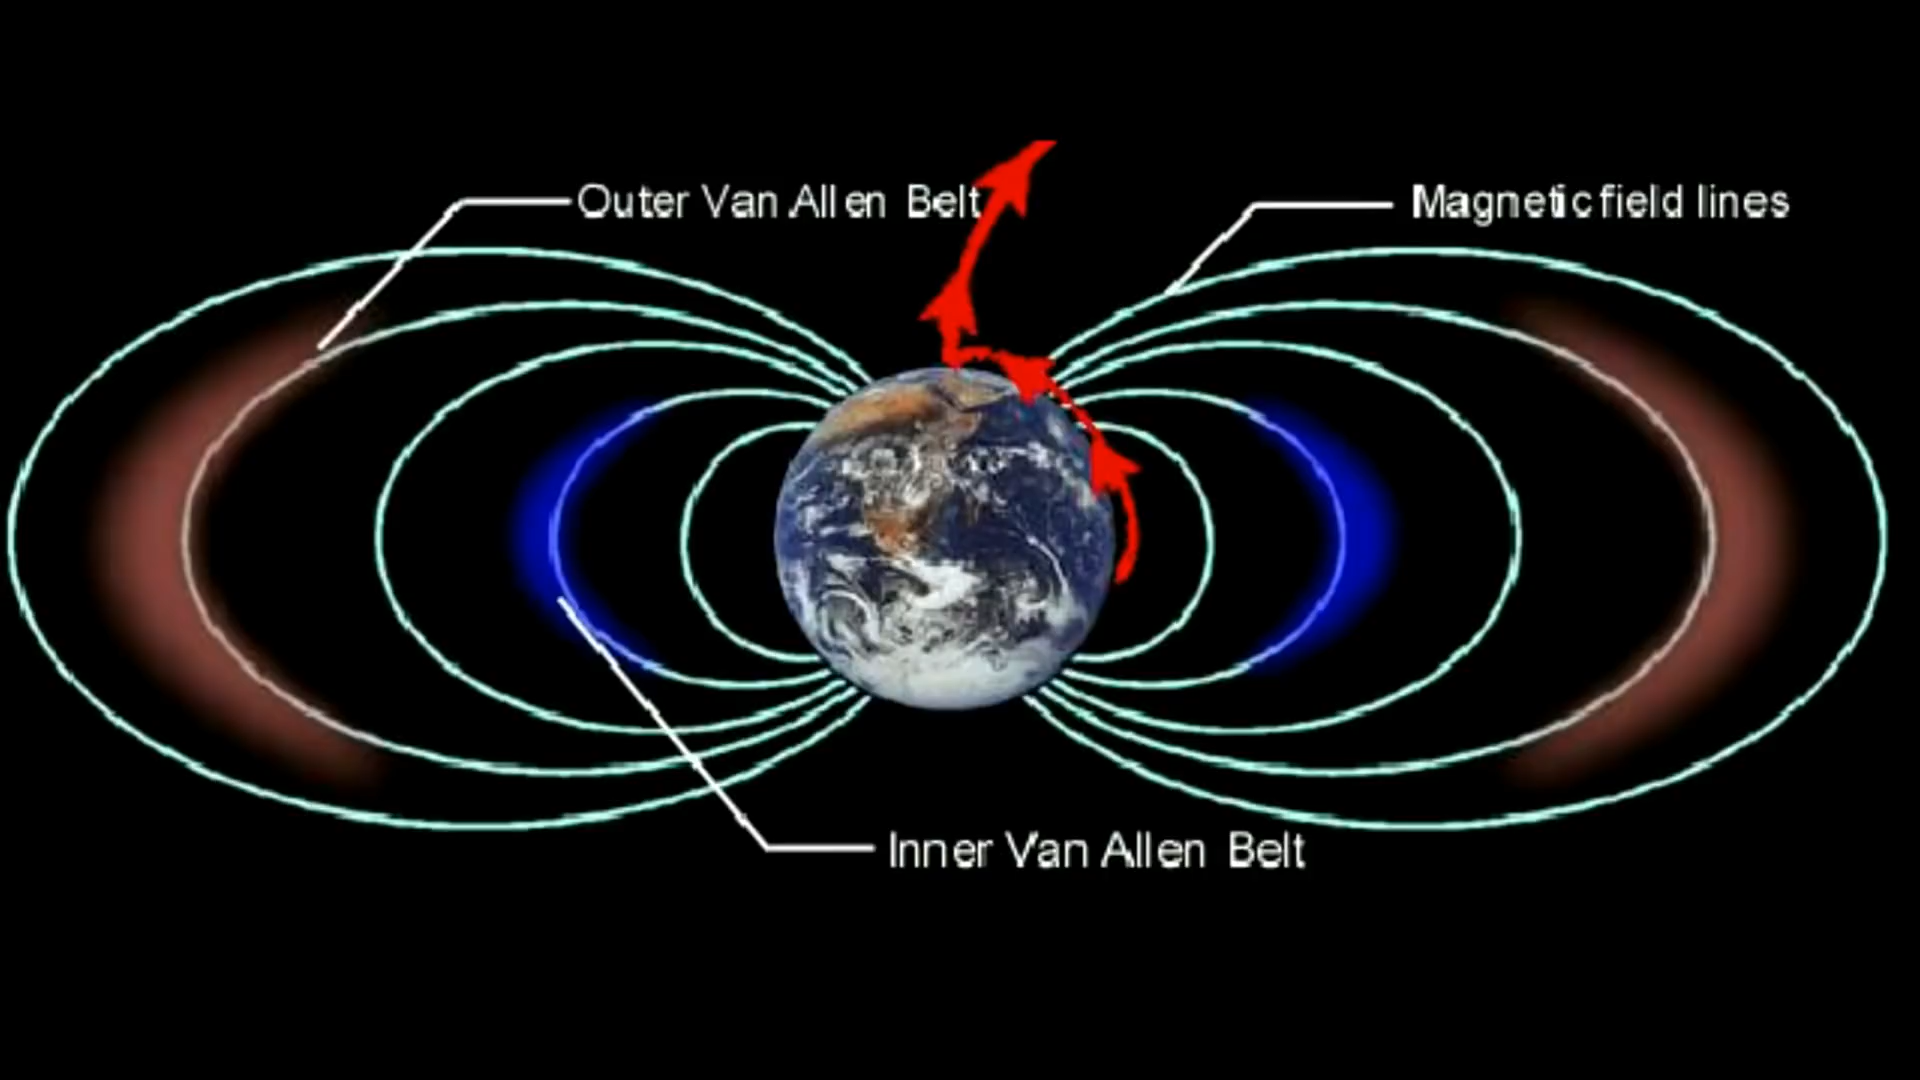 Outer Van Allen Belt
Magnetic field lines
Inner Van Allen Belt